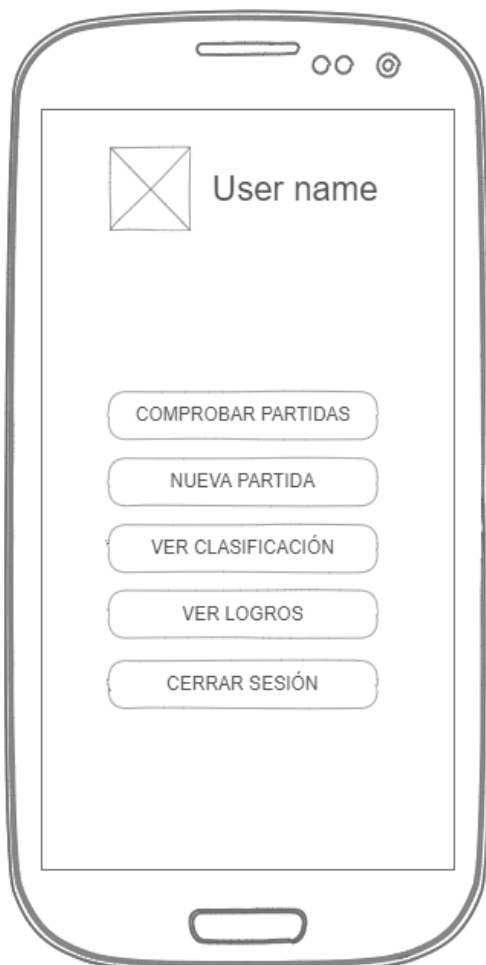 User name
COMPROBAR PARTIDAS
NUEVA PARTIDA
VER CLASIFICACIÓN
VER LOGROS
CERRAR SESIÓN